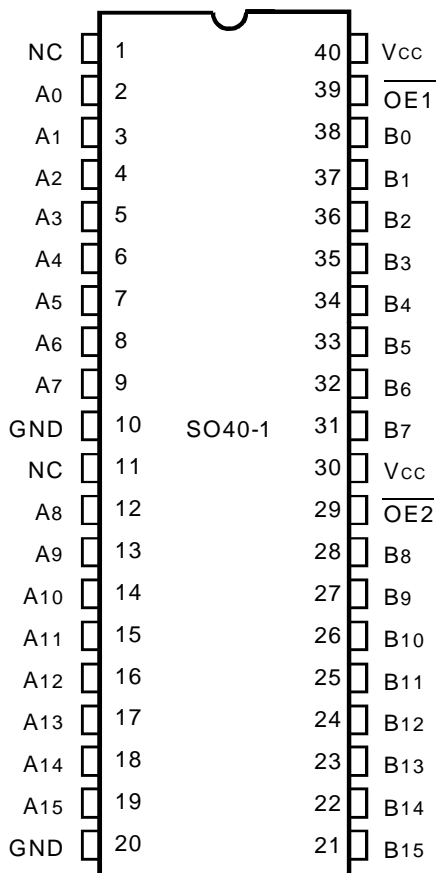 NC 1 40 Vcc
A0 2 39 OE1
A1 3 38 B0
A2 4 37 B1
A3 5 36 B2
A4 6 35 B3
A5 7 34 B4
A6 8 33 B5
A7 9 32 B6
GND 10 SO40-1 31 B7
NC 11 30 Vcc
A8 12 29 OE2
A9 13 28 B8
A10 14 27 B9
A11 15 26 B10
A12 16 25 B11
A13 17 24 B12
A14 18 23 B13
A15 19 22 B14
GND 20 21 B15